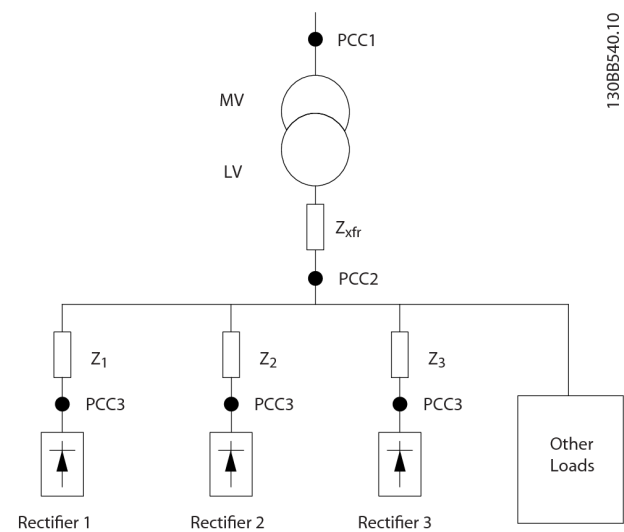 PCC1
130BB540.10
MV
LV
Zxfr
PCC2
Z1
Z2
Z3
PCC3
PCC3
PCC3
Other
Loads
Rectifier 1
Rectifier 2
Rectifier 3